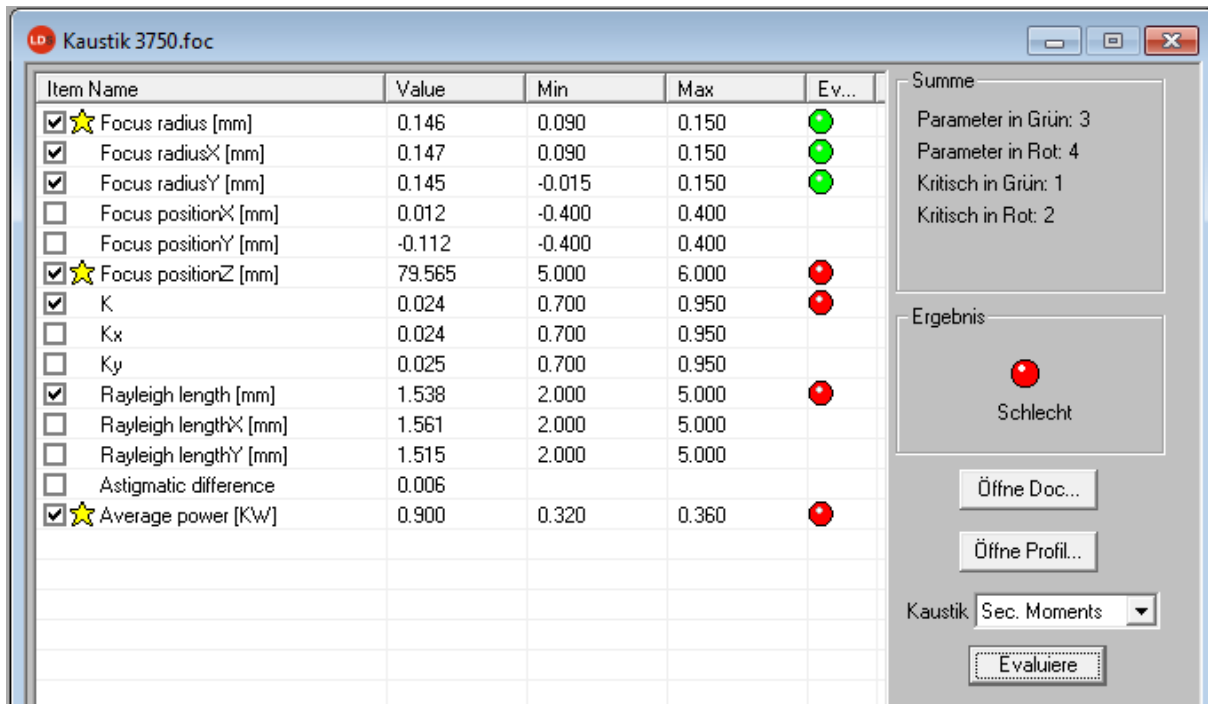 LDS Kaustik 3750.foc
Item Name Value Min Max Ev...
Focus radius [mm] 0.146 0.090 0.150
Focus radiusX [mm] 0.147 0.090 0.150
Focus radiusY [mm] 0.145 -0.015 0.150
Focus positionX [mm] 0.012 -0.400 0.400
Focus positionY [mm] -0.112 -0.400 0.400
Focus positionZ [mm] 79.565 5.000 6.000
K 0.024 0.700 0.950
Kx 0.024 0.700 0.950
Ky 0.025 0.700 0.950
Rayleigh length [mm] 1.538 2.000 5.000
Rayleigh lengthX [mm] 1.561 2.000 5.000
Rayleigh lengthY [mm] 1.515 2.000 5.000
Astigmatic difference 0.006
Average power [KW] 0.900 0.320 0.360
Summe
Parameter in Grün: 3
Parameter in Rot: 4
Kritisch in Grün: 1
Kritisch in Rot: 2
Ergebnis
Schlecht
Öffne Doc...
Öffne Profil...
Kaustik Sec. Moments
Evaluiere